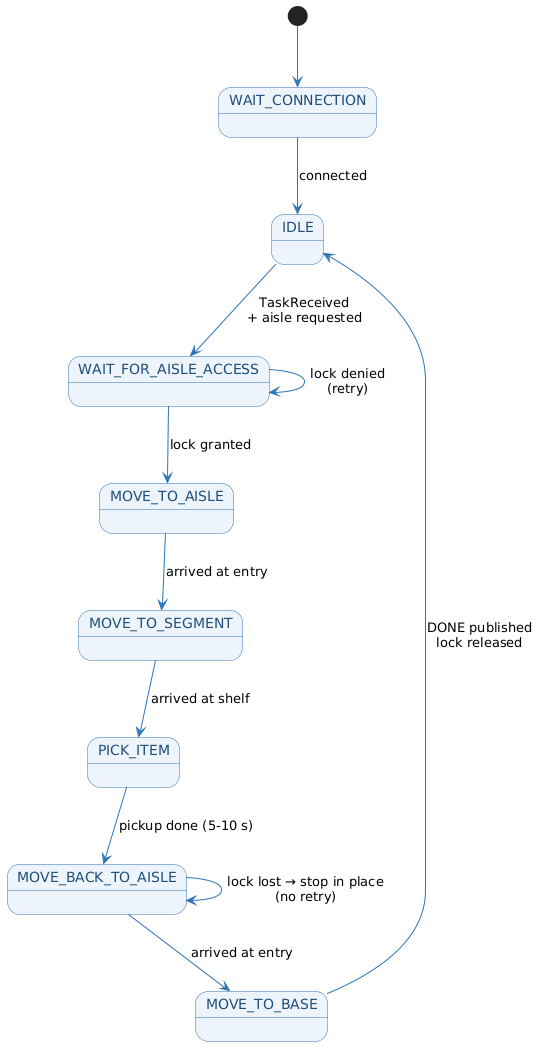 WAIT_CONNECTION
connected
IDLE
TaskReceived
+ aisle requested
WAIT_FOR_AISLE_ACCESS
lock denied
(retry)
lock granted
MOVE_TO_AISLE
arrived at entry
MOVE_TO_SEGMENT
DONE published
lock released
arrived at shelf
PICK_ITEM
pickup done (5-10 s)
MOVE_BACK_TO_AISLE
lock lost → stop in place
(no retry)
arrived at entry
MOVE_TO_BASE